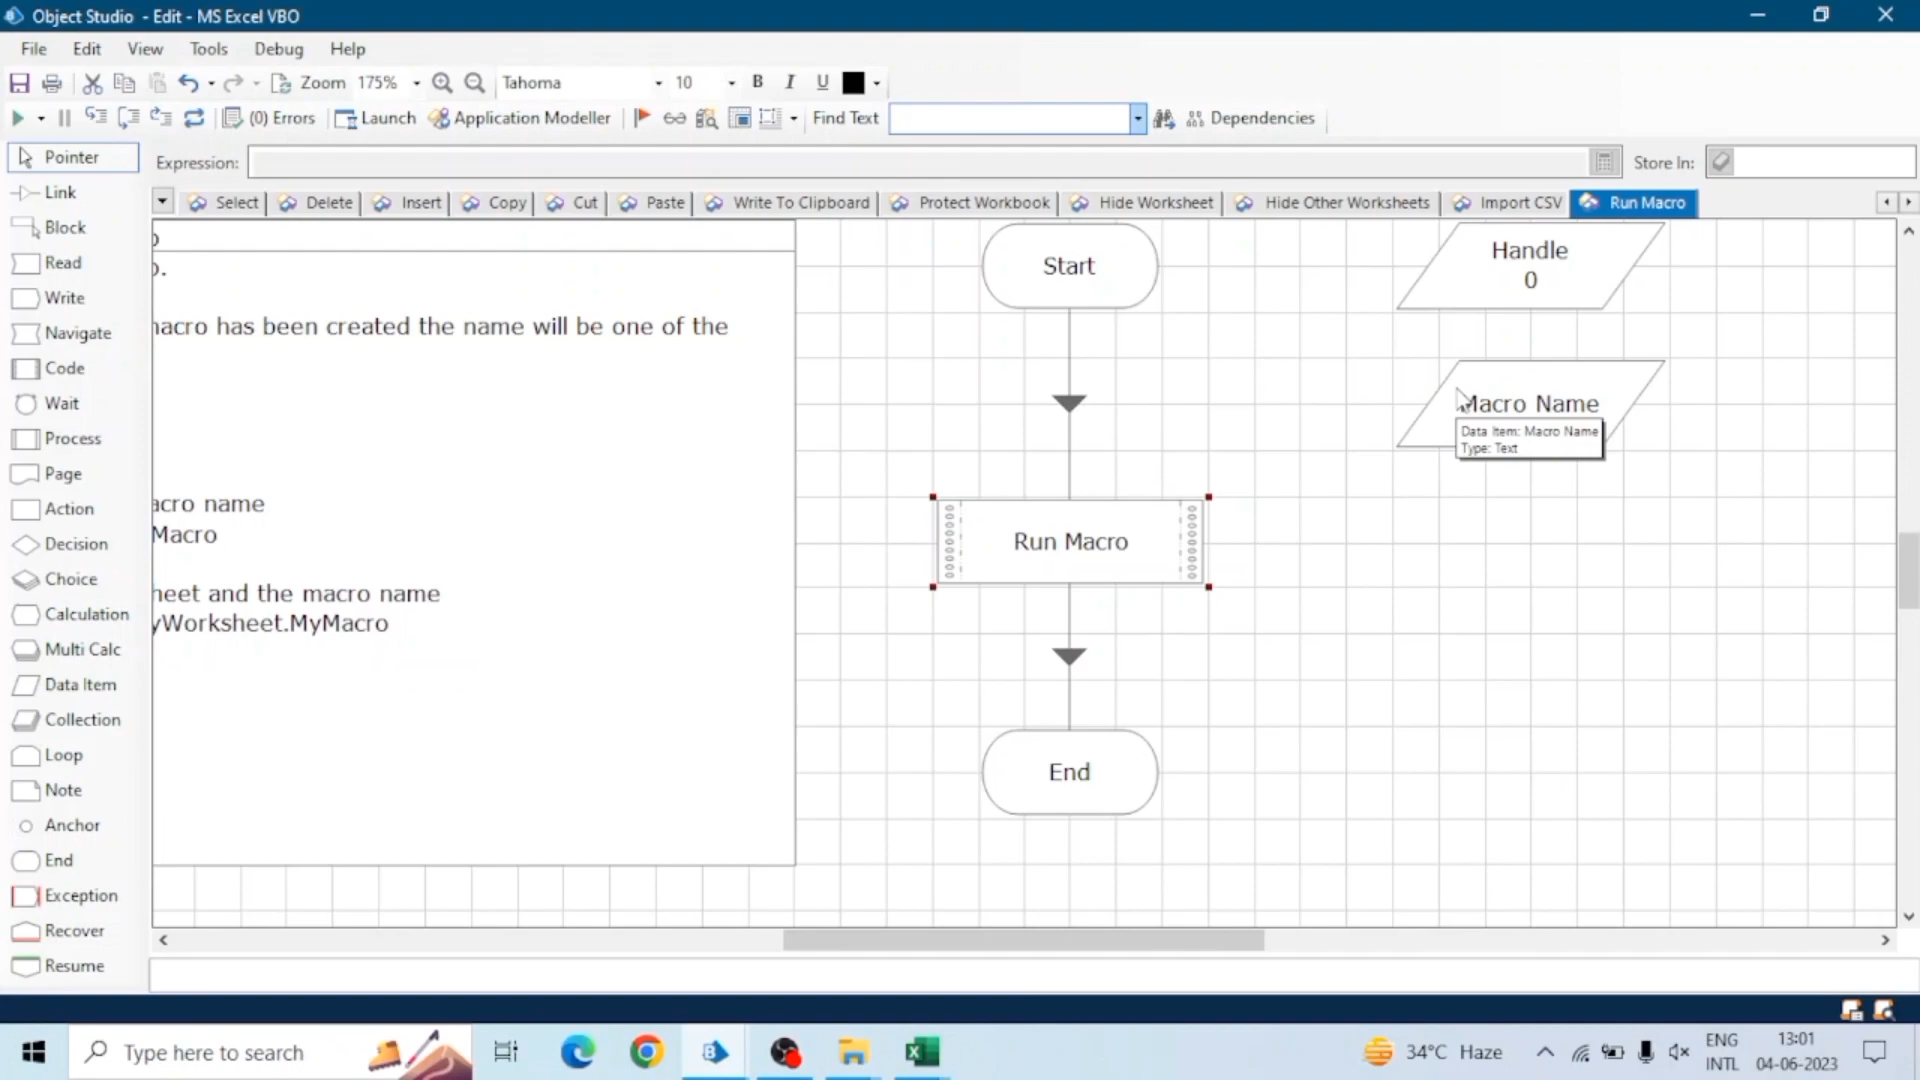 Object Studio - Edit - MS Excel VBO
File Edit View Tools Debug Help
Zoom 175% Tahoma 10 B I U
(0) Errors Launch Application Modeller Find Text Dependencies
Expression: Store In:
Select Delete Insert Copy Cut Paste Write To Clipboard Protect Workbook Hide Worksheet Hide Other Worksheets Import CSV Run Macro
Pointer
Link
Block
Read
Write
Navigate
Code
Wait
Process
Page
Action
Decision
Choice
Calculation
Multi Calc
Data Item
Collection
Loop
Note
Anchor
End
Exception
Recover
Resume
o.
macro has been created the name will be one of the
acro name
Macro
heet and the macro name
yWorksheet.MyMacro
Start
Run Macro
End
Handle
0
Macro Name
Data Item: Macro Name
Type: Text
Type here to search
34°C Haze
ENG
INTL
13:01
04-06-2023